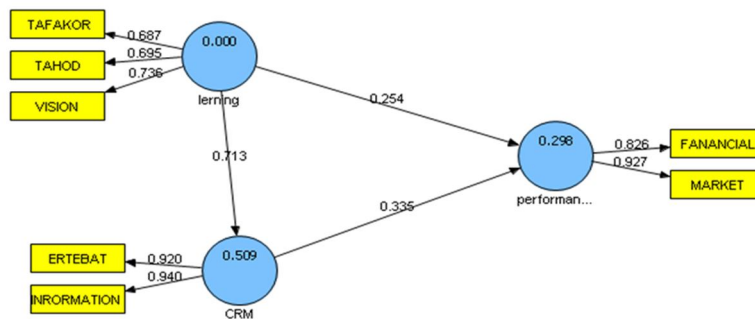 TAFAKOR
0.687
TAHOD
0.695
VISION
0.736
0.000
lerning
0.254
0.713
0.298
performan...
0.826
FANANCIAL
0.927
MARKET
0.335
ERTEBAT
0.920
INRORMATION
0.940
0.509
CRM